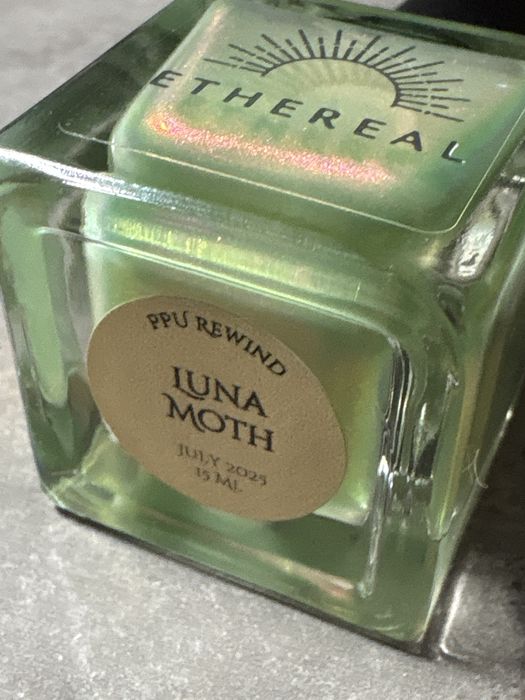 ETHEREAL
PPU REWIND
LUNA
MOTH
JULY 2025
15 ML